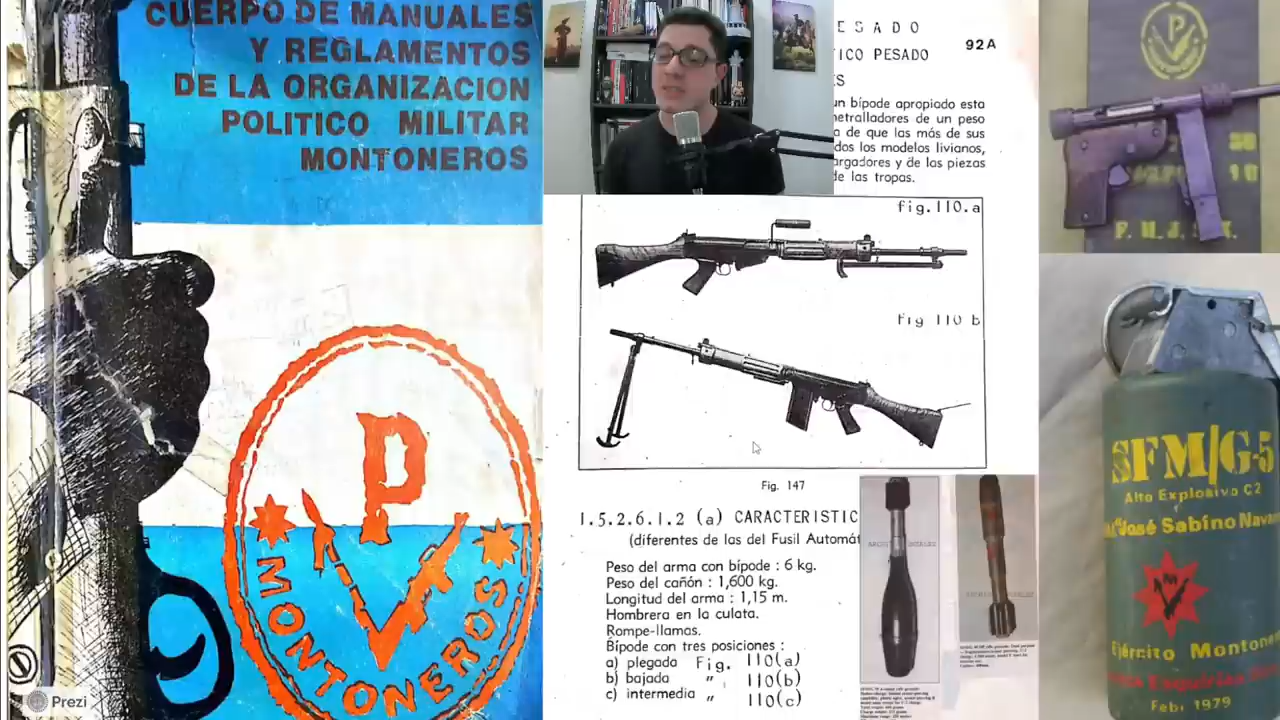 CUERPO DE MANUALES
Y REGLAMENTOS
DE LA ORGANIZACION
POLITICO MILITAR
MONTONEROS
P
MONTONEROS
Prezi
ESADO
ICO PESADO
92A
ES
un bípode apropiado esta
etralladores de un peso
a de que las más de sus
dos los modelos livianos,
argadores y de las piezas
de las tropas.
fig.110.a
fig 110 b
Fig. 147
1.5.2.6.1.2 (a) CARACTERISTIC
(diferentes de las del Fusil Automát
Peso del arma con bípode : 6 kg.
Peso del cañón : 1,600 kg.
Longitud del arma : 1,15 m.
Hombrera en la culata.
Rompe-llamas.
Bípode con tres posiciones :
a) plegada Fig. 110(a)
b) bajada " 110(b)
c) intermedia " 110(c)
P
SFM/G-5
Alto Explosivo C2
José Sabino Nava
M
Ejército Montone
Febr 1979